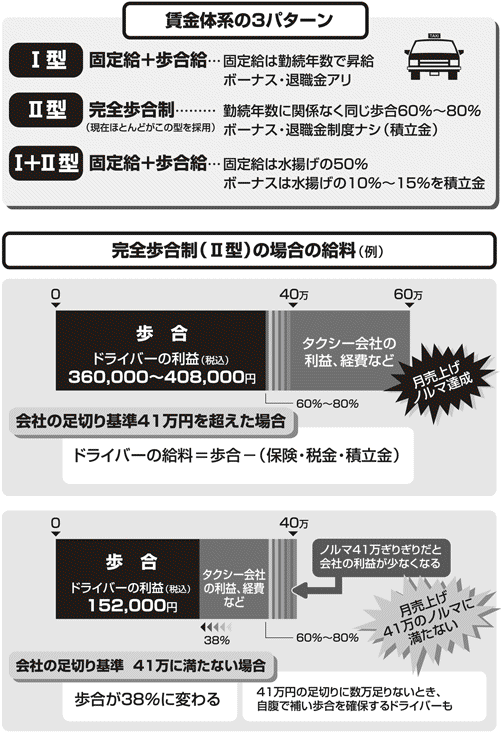 賃金体系の3パターン
TAXI
Ⅰ型 固定給＋歩合給… 固定給は勤続年数で昇給
ボーナス・退職金アリ
Ⅱ型 完全歩合制……… 勤続年数に関係なく同じ歩合60%〜80%
(現在ほとんどがこの型を採用) ボーナス・退職金制度ナシ(積立金)
Ⅰ+Ⅱ型 固定給＋歩合給… 固定給は水揚げの50%
ボーナスは水揚げの10%〜15%を積立金
完全歩合制(Ⅱ型)の場合の給料(例)
0 40万 60万
歩合
ドライバーの利益(税込)
360,000〜408,000円
タクシー会社の
利益、経費など
月売上げ
ノルマ達成
60%〜80%
会社の足切り基準41万円を超えた場合
ドライバーの給料＝歩合−(保険・税金・積立金)
0 40万
歩合
ドライバーの利益(税込)
152,000円
タクシー会社
の利益、経費
など
ノルマ41万ぎりぎりだと
会社の利益が少なくなる
月売上げ
41万のノルマに
満たない
38%
60%〜80%
会社の足切り基準 41万に満たない場合
歩合が38%に変わる
41万円の足切りに数万足りないとき、
自腹で補い歩合を確保するドライバーも